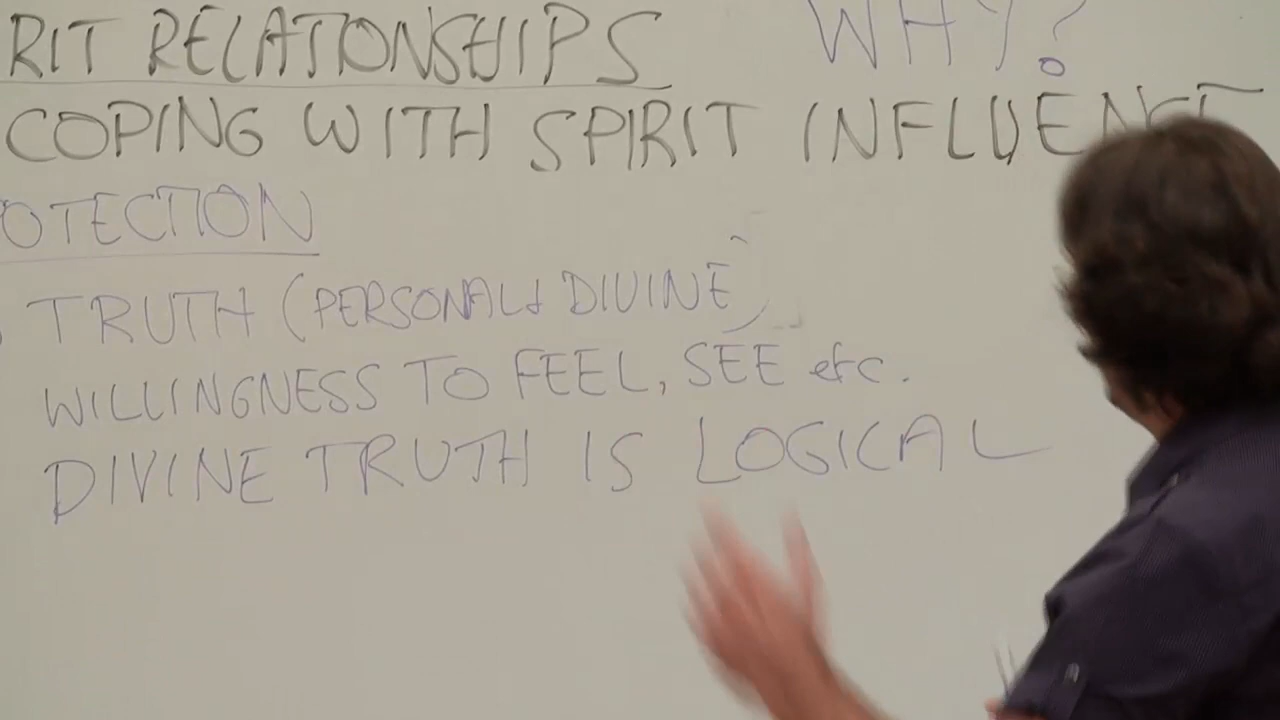 RIT RELATIONSHIPS WHY?
COPING WITH SPIRIT INFLUENCE
OTECTION
TRUTH (PERSONAL & DIVINE)
WILLINGNESS TO FEEL, SEE etc.
DIVINE TRUTH IS LOGICAL